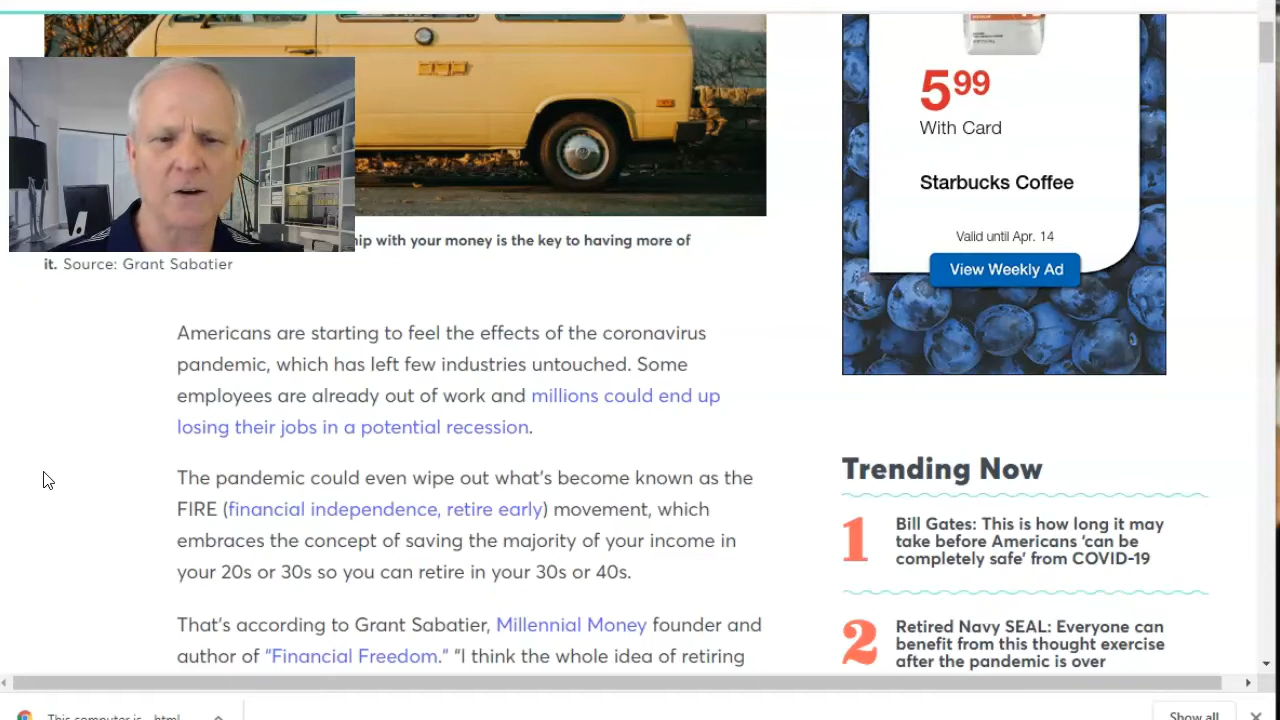 ip with your money is the key to having more of
it. Source: Grant Sabatier
Americans are starting to feel the effects of the coronavirus
pandemic, which has left few industries untouched. Some
employees are already out of work and millions could end up
losing their jobs in a potential recession.
The pandemic could even wipe out what's become known as the
FIRE (financial independence, retire early) movement, which
embraces the concept of saving the majority of your income in
your 20s or 30s so you can retire in your 30s or 40s.
That's according to Grant Sabatier, Millennial Money founder and
author of “Financial Freedom.” “I think the whole idea of retiring
5 99
With Card
Starbucks Coffee
Valid until Apr. 14
View Weekly Ad
Trending Now
1
Bill Gates: This is how long it may
take before Americans ‘can be
completely safe’ from COVID-19
2
Retired Navy SEAL: Everyone can
benefit from this thought exercise
after the pandemic is over
This computer is....html
Show all